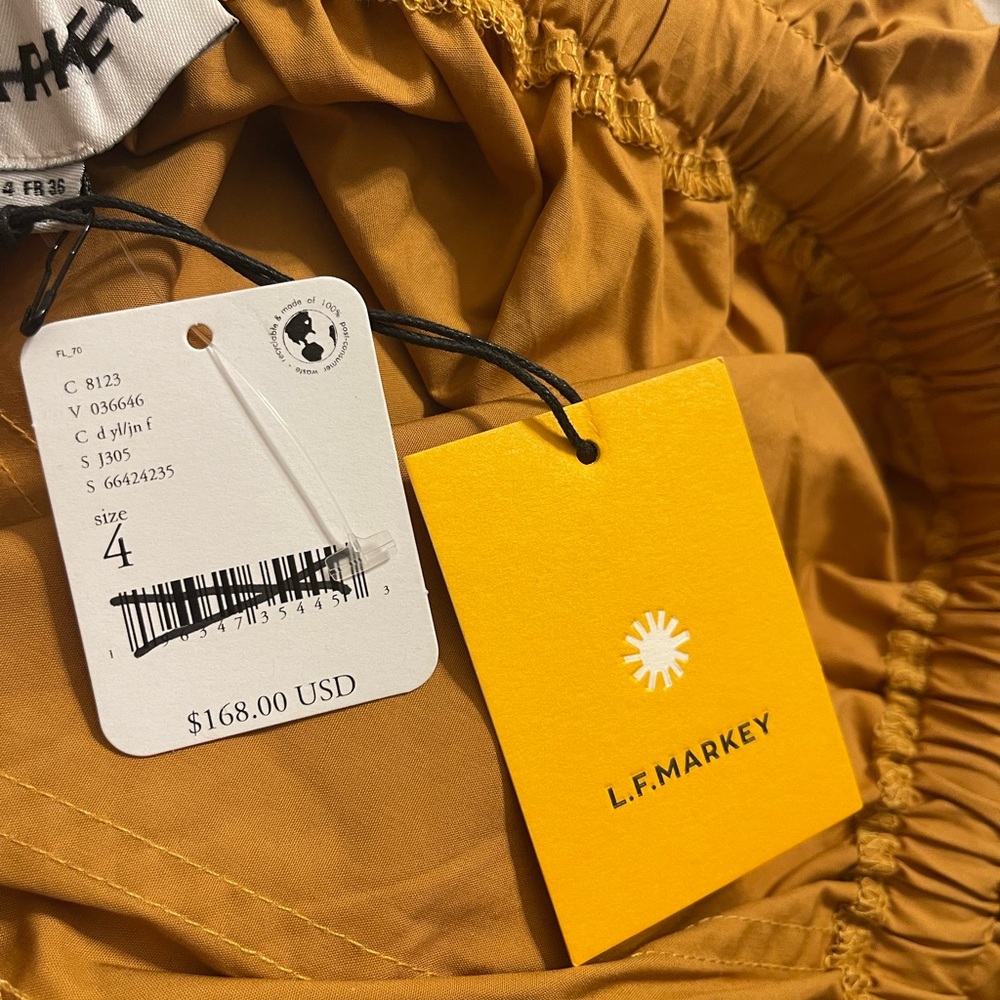 4 FR 36
recyclable & made of 100% post-consumer waste -
FL_70
C 8123
V 036646
C d yl/jn f
S J305
S 66424235
size
4
$168.00 USD
L.F.MARKEY